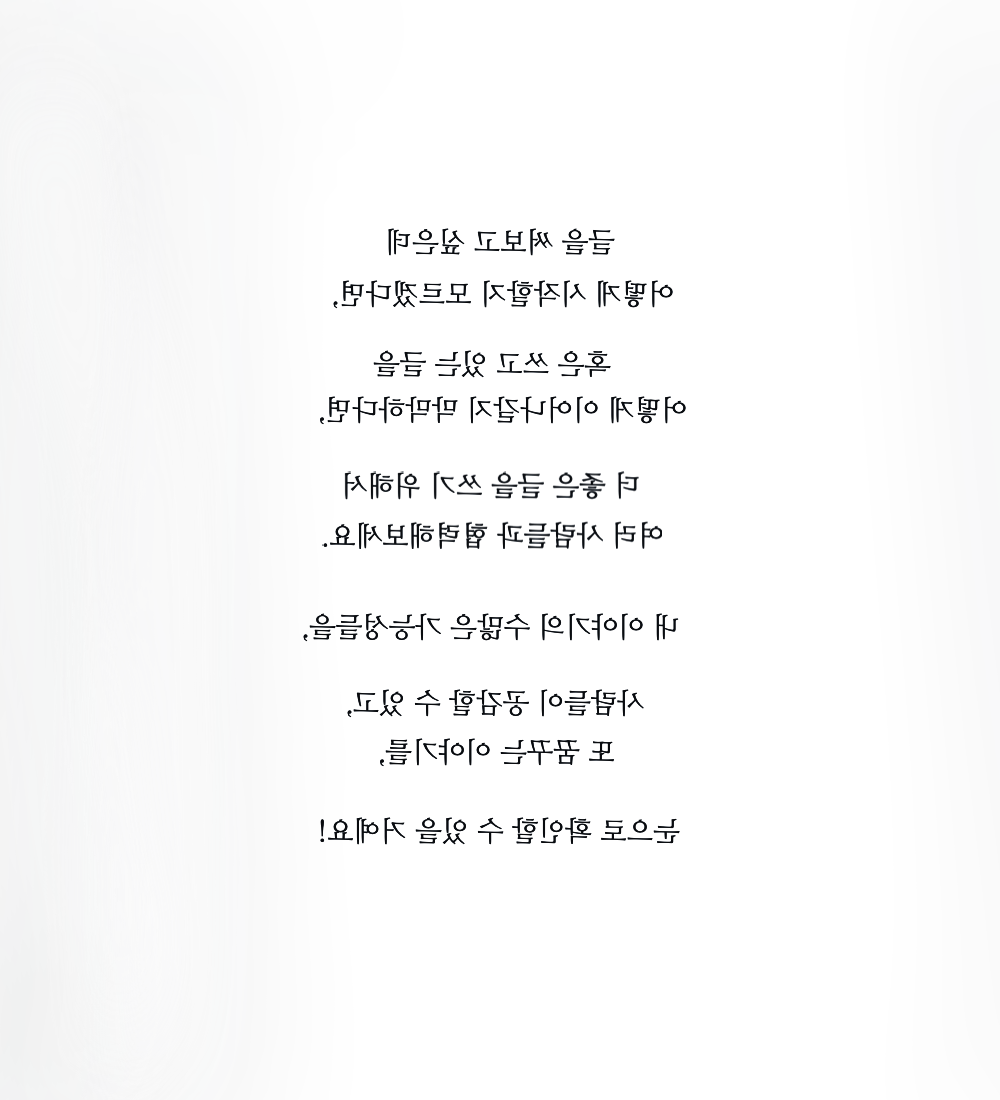 글을 써보고 싶은데
어떻게 시작할지 모르겠다면,
혹은 쓰고 있는 글을
어떻게 이어나갈지 막막하다면,
더 좋은 글을 쓰기 위해서
여러 사람들과 협력해보세요.
내 이야기의 수많은 가능성들을,
사람들이 공감할 수 있고,
또 꿈꾸는 이야기를,
눈으로 확인할 수 있을 거예요!